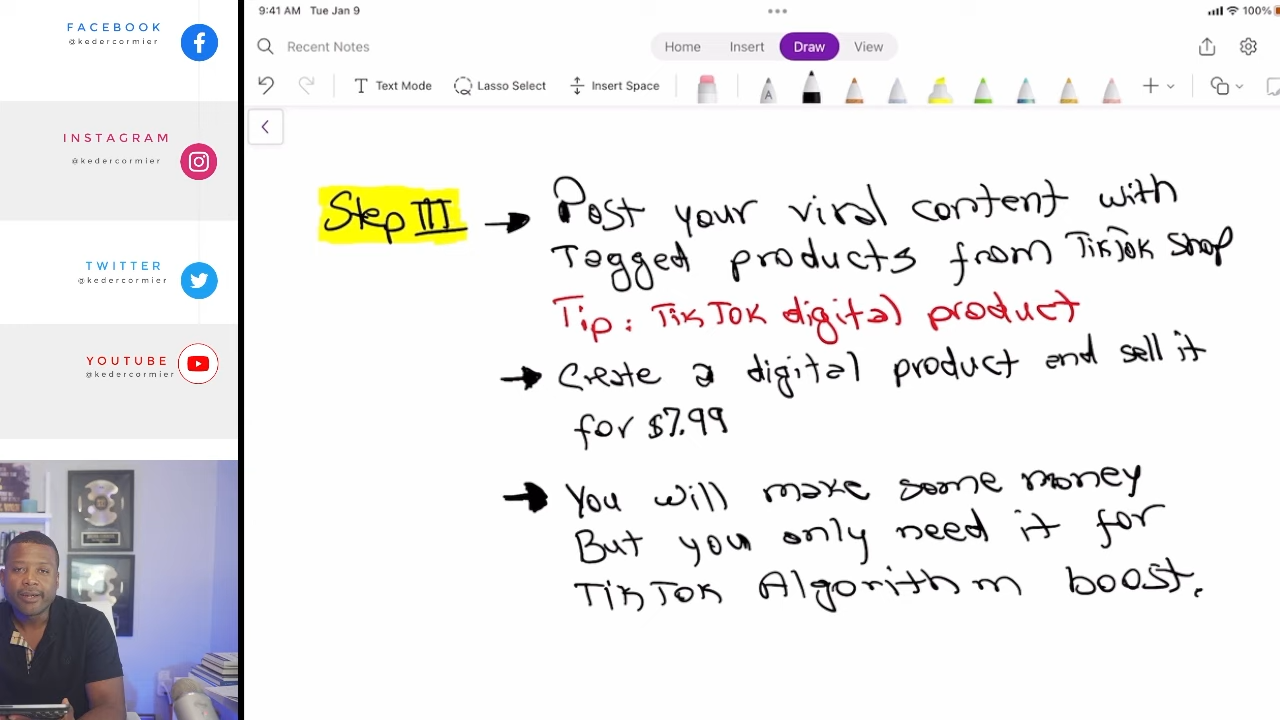 FACEBOOK
@kedercormier
INSTAGRAM
@kedercormier
TWITTER
@kedercormier
YOUTUBE
@kedercormier
9:41 AM Tue Jan 9
100%
Recent Notes
Home Insert Draw View
Text Mode Lasso Select Insert Space
A
Step III → Post your viral content with
Tagged products from TikTok Shop
Tip: TikTok digital product
→ Create a digital product and sell it
for $7.99
→ You will make some money
But you only need it for
TikTok Algorithm boost.